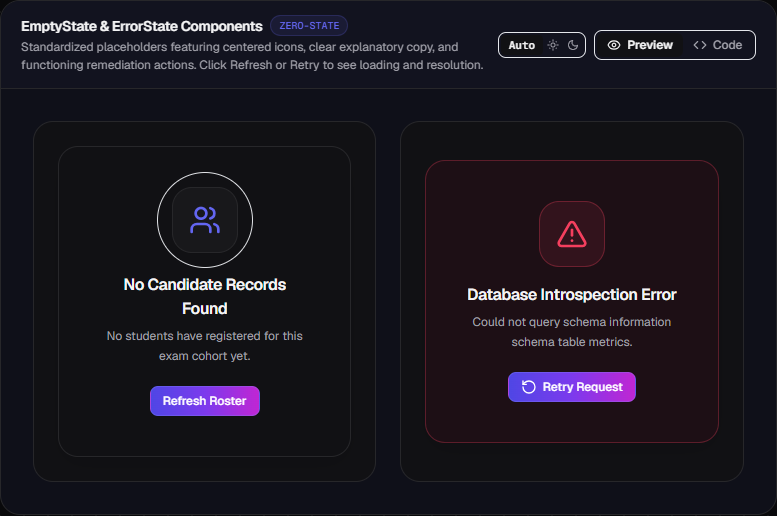 EmptyState & ErrorState Components
ZERO-STATE
Standardized placeholders featuring centered icons, clear explanatory copy, and
functioning remediation actions. Click Refresh or Retry to see loading and resolution.
Auto
Preview
Code
No Candidate Records
Found
No students have registered for this
exam cohort yet.
Refresh Roster
Database Introspection Error
Could not query schema information
schema table metrics.
Retry Request